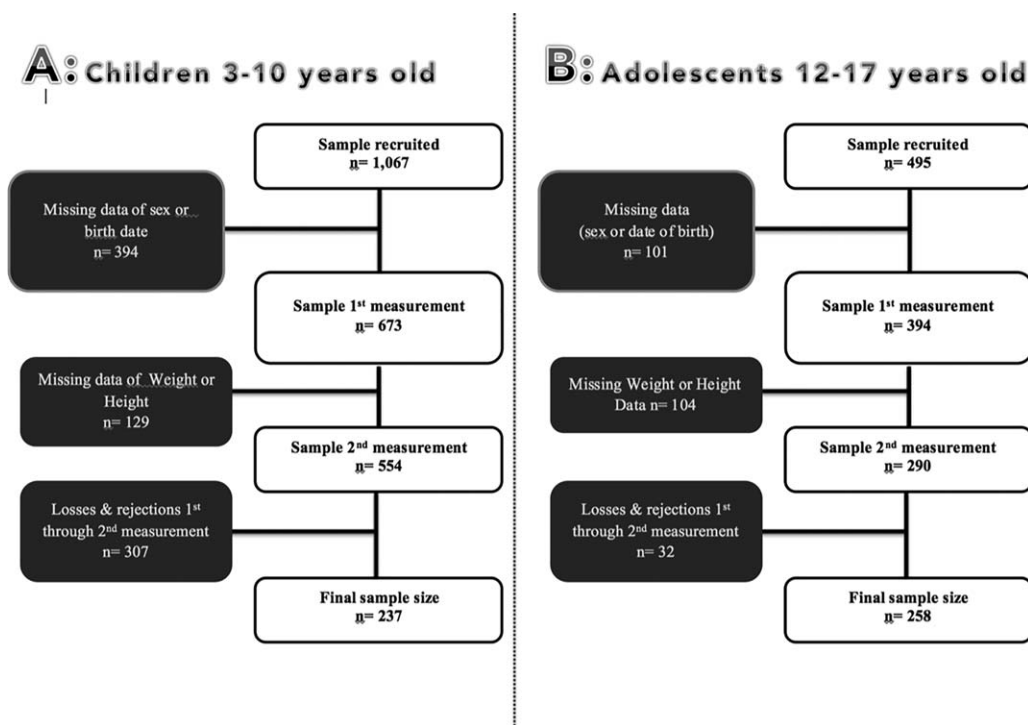 A: Children 3-10 years old
Sample recruited
n= 1,067
Missing data of sex or
birth date
n= 394
Sample 1st measurement
n= 673
Missing data of Weight or
Height
n= 129
Sample 2nd measurement
n= 554
Losses & rejections 1st
through 2nd measurement
n= 307
Final sample size
n= 237
B: Adolescents 12-17 years old
Sample recruited
n= 495
Missing data
(sex or date of birth)
n= 101
Sample 1st measurement
n= 394
Missing Weight or Height
Data n= 104
Sample 2nd measurement
n= 290
Losses & rejections 1st
through 2nd measurement
n= 32
Final sample size
n= 258